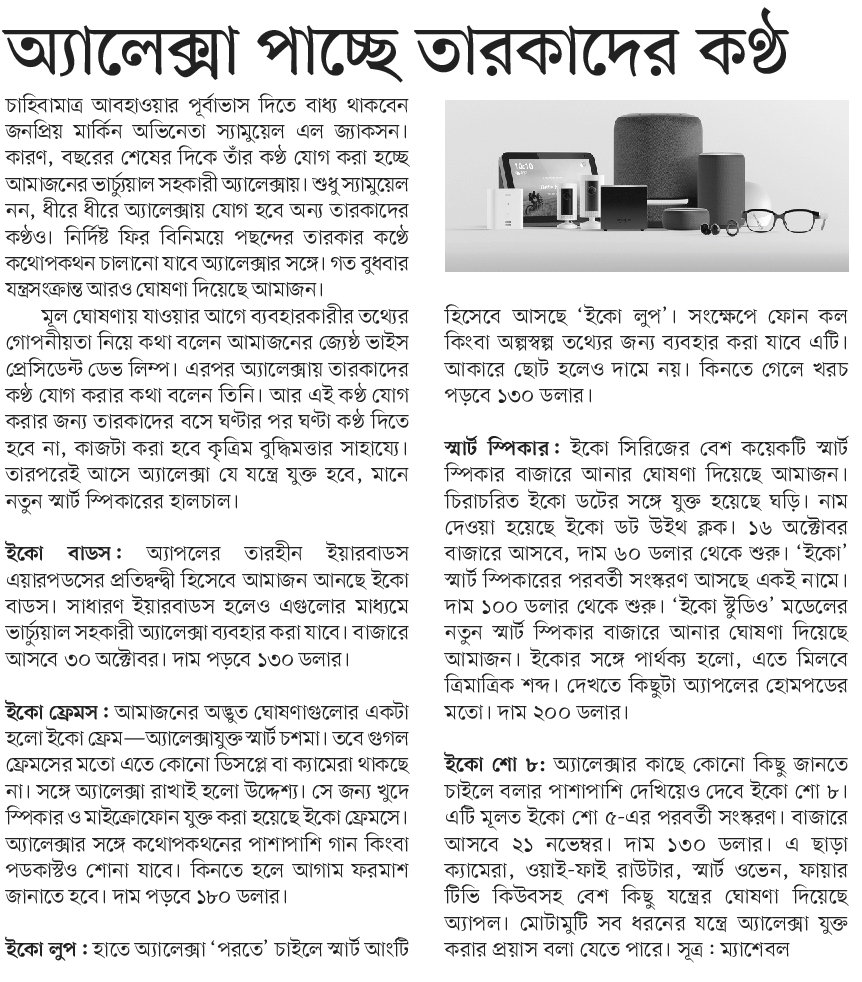 অ্যালেক্সা পাচ্ছে তারকাদের কণ্ঠ
চাহিবামাত্র আবহাওয়ার পূর্বাভাস দিতে বাধ্য থাকবেন
জনপ্রিয় মার্কিন অভিনেতা স্যামুয়েল এল জ্যাকসন।
কারণ, বছরের শেষের দিকে তাঁর কণ্ঠ যোগ করা হচ্ছে
আমাজনের ভার্চ্যুয়াল সহকারী অ্যালেক্সায়। শুধু স্যামুয়েল
নন, ধীরে ধীরে অ্যালেক্সায় যোগ হবে অন্য তারকাদের
কণ্ঠও। নির্দিষ্ট ফির বিনিময়ে পছন্দের তারকার কণ্ঠে
কথোপকথন চালানো যাবে অ্যালেক্সার সঙ্গে। গত বুধবার
যন্ত্রসংক্রান্ত আরও ঘোষণা দিয়েছে আমাজন।
মূল ঘোষণায় যাওয়ার আগে ব্যবহারকারীর তথ্যের
গোপনীয়তা নিয়ে কথা বলেন আমাজনের জ্যেষ্ঠ ভাইস
প্রেসিডেন্ট ডেভ লিম্প। এরপর অ্যালেক্সায় তারকাদের
কণ্ঠ যোগ করার কথা বলেন তিনি। আর এই কণ্ঠ যোগ
করার জন্য তারকাদের বসে ঘণ্টার পর ঘণ্টা কণ্ঠ দিতে
হবে না, কাজটা করা হবে কৃত্রিম বুদ্ধিমত্তার সাহায্যে।
তারপরেই আসে অ্যালেক্সা যে যন্ত্রে যুক্ত হবে, মানে
নতুন স্মার্ট স্পিকারের হালচাল।
ইকো বাডস : অ্যাপলের তারহীন ইয়ারবাডস
এয়ারপডসের প্রতিদ্বন্দ্বী হিসেবে আমাজন আনছে ইকো
বাডস। সাধারণ ইয়ারবাডস হলেও এগুলোর মাধ্যমে
ভার্চ্যুয়াল সহকারী অ্যালেক্সা ব্যবহার করা যাবে। বাজারে
আসবে ৩০ অক্টোবর। দাম পড়বে ১৩০ ডলার।
ইকো ফ্রেমস : আমাজনের অদ্ভুত ঘোষণাগুলোর একটা
হলো ইকো ফ্রেম—অ্যালেক্সাযুক্ত স্মার্ট চশমা। তবে গুগল
ফ্রেমসের মতো এতে কোনো ডিসপ্লে বা ক্যামেরা থাকছে
না। সঙ্গে অ্যালেক্সা রাখাই হলো উদ্দেশ্য। সে জন্য খুদে
স্পিকার ও মাইক্রোফোন যুক্ত করা হয়েছে ইকো ফ্রেমসে।
অ্যালেক্সার সঙ্গে কথোপকথনের পাশাপাশি গান কিংবা
পডকাস্টও শোনা যাবে। কিনতে হলে আগাম ফরমাশ
জানাতে হবে। দাম পড়বে ১৮০ ডলার।
ইকো লুপ : হাতে অ্যালেক্সা ‘পরতে’ চাইলে স্মার্ট আংটি
হিসেবে আসছে ‘ইকো লুপ’। সংক্ষেপে ফোন কল
কিংবা অল্পস্বল্প তথ্যের জন্য ব্যবহার করা যাবে এটি।
আকারে ছোট হলেও দামে নয়। কিনতে গেলে খরচ
পড়বে ১৩০ ডলার।
স্মার্ট স্পিকার : ইকো সিরিজের বেশ কয়েকটি স্মার্ট
স্পিকার বাজারে আনার ঘোষণা দিয়েছে আমাজন।
চিরাচরিত ইকো ডটের সঙ্গে যুক্ত হয়েছে ঘড়ি। নাম
দেওয়া হয়েছে ইকো ডট উইথ ক্লক। ১৬ অক্টোবর
বাজারে আসবে, দাম ৬০ ডলার থেকে শুরু। ‘ইকো’
স্মার্ট স্পিকারের পরবর্তী সংস্করণ আসছে একই নামে।
দাম ১০০ ডলার থেকে শুরু। ‘ইকো স্টুডিও’ মডেলের
নতুন স্মার্ট স্পিকার বাজারে আনার ঘোষণা দিয়েছে
আমাজন। ইকোর সঙ্গে পার্থক্য হলো, এতে মিলবে
ত্রিমাত্রিক শব্দ। দেখতে কিছুটা অ্যাপলের হোমপডের
মতো। দাম ২০০ ডলার।
ইকো শো ৮: অ্যালেক্সার কাছে কোনো কিছু জানতে
চাইলে বলার পাশাপাশি দেখিয়েও দেবে ইকো শো ৮।
এটি মূলত ইকো শো ৫-এর পরবর্তী সংস্করণ। বাজারে
আসবে ২১ নভেম্বর। দাম ১৩০ ডলার। এ ছাড়া
ক্যামেরা, ওয়াই-ফাই রাউটার, স্মার্ট ওভেন, ফায়ার
টিভি কিউবসহ বেশ কিছু যন্ত্রের ঘোষণা দিয়েছে
অ্যাপল। মোটামুটি সব ধরনের যন্ত্রে অ্যালেক্সা যুক্ত
করার প্রয়াস বলা যেতে পারে। সূত্র : ম্যাশেবল